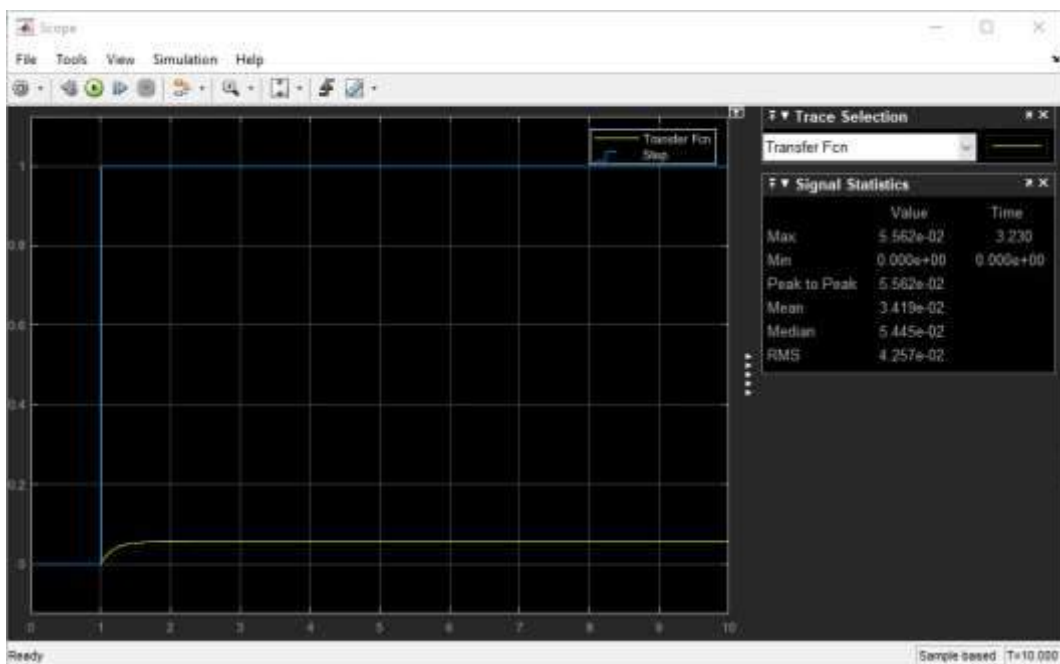 Scope
File Tools View Simulation Help
Transfer Fcn
Step
1
0.8
0.6
0.4
0.2
0
0 1 2 3 4 5 6 7 8 9 10
Trace Selection
Transfer Fcn
Signal Statistics
Value Time
Max 5.562e-02 3.230
Min 0.000e+00 0.000e+00
Peak to Peak 5.562e-02
Mean 3.419e-02
Median 5.445e-02
RMS 4.257e-02
Ready Sample based T=10.000